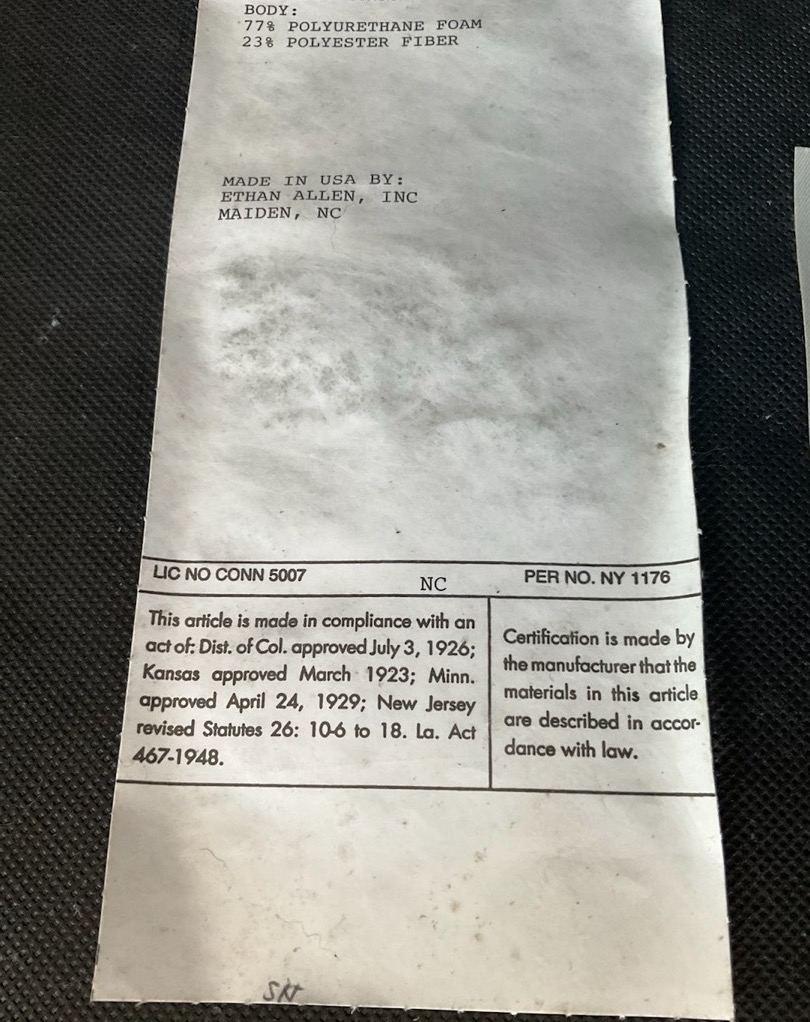 BODY:
77% POLYURETHANE FOAM
23% POLYESTER FIBER
MADE IN USA BY:
ETHAN ALLEN, INC
MAIDEN, NC
LIC NO CONN 5007
NC
PER NO. NY 1176
This article is made in compliance with an
act of: Dist. of Col. approved July 3, 1926;
Kansas approved March 1923; Minn.
approved April 24, 1929; New Jersey
revised Statutes 26: 10-6 to 18. La. Act
467-1948.
Certification is made by
the manufacturer that the
materials in this article
are described in accor-
dance with law.